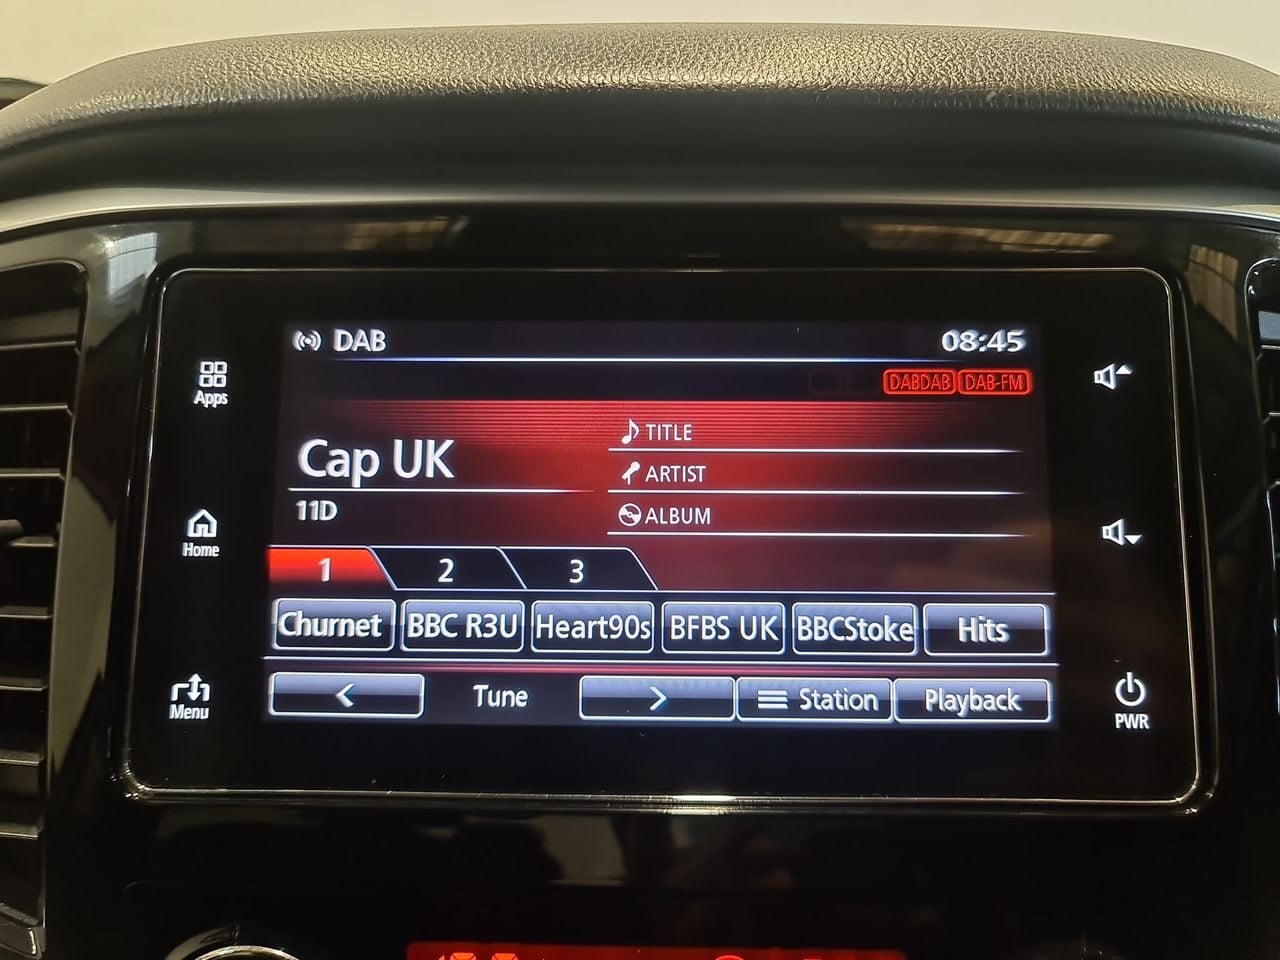 DAB 08:45
DABDAB DAB-FM
Apps
TITLE
Cap UK
ARTIST
11D
ALBUM
Home
1 2 3
Churnet BBC R3U Heart90s BFBS UK BBCStoke Hits
Menu
< Tune > Station Playback
PWR